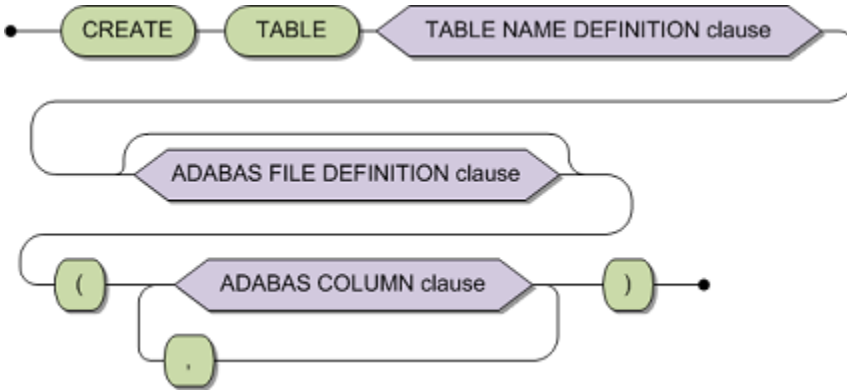 CREATE TABLE TABLE NAME DEFINITION clause
ADABAS FILE DEFINITION clause
( ADABAS COLUMN clause )
,